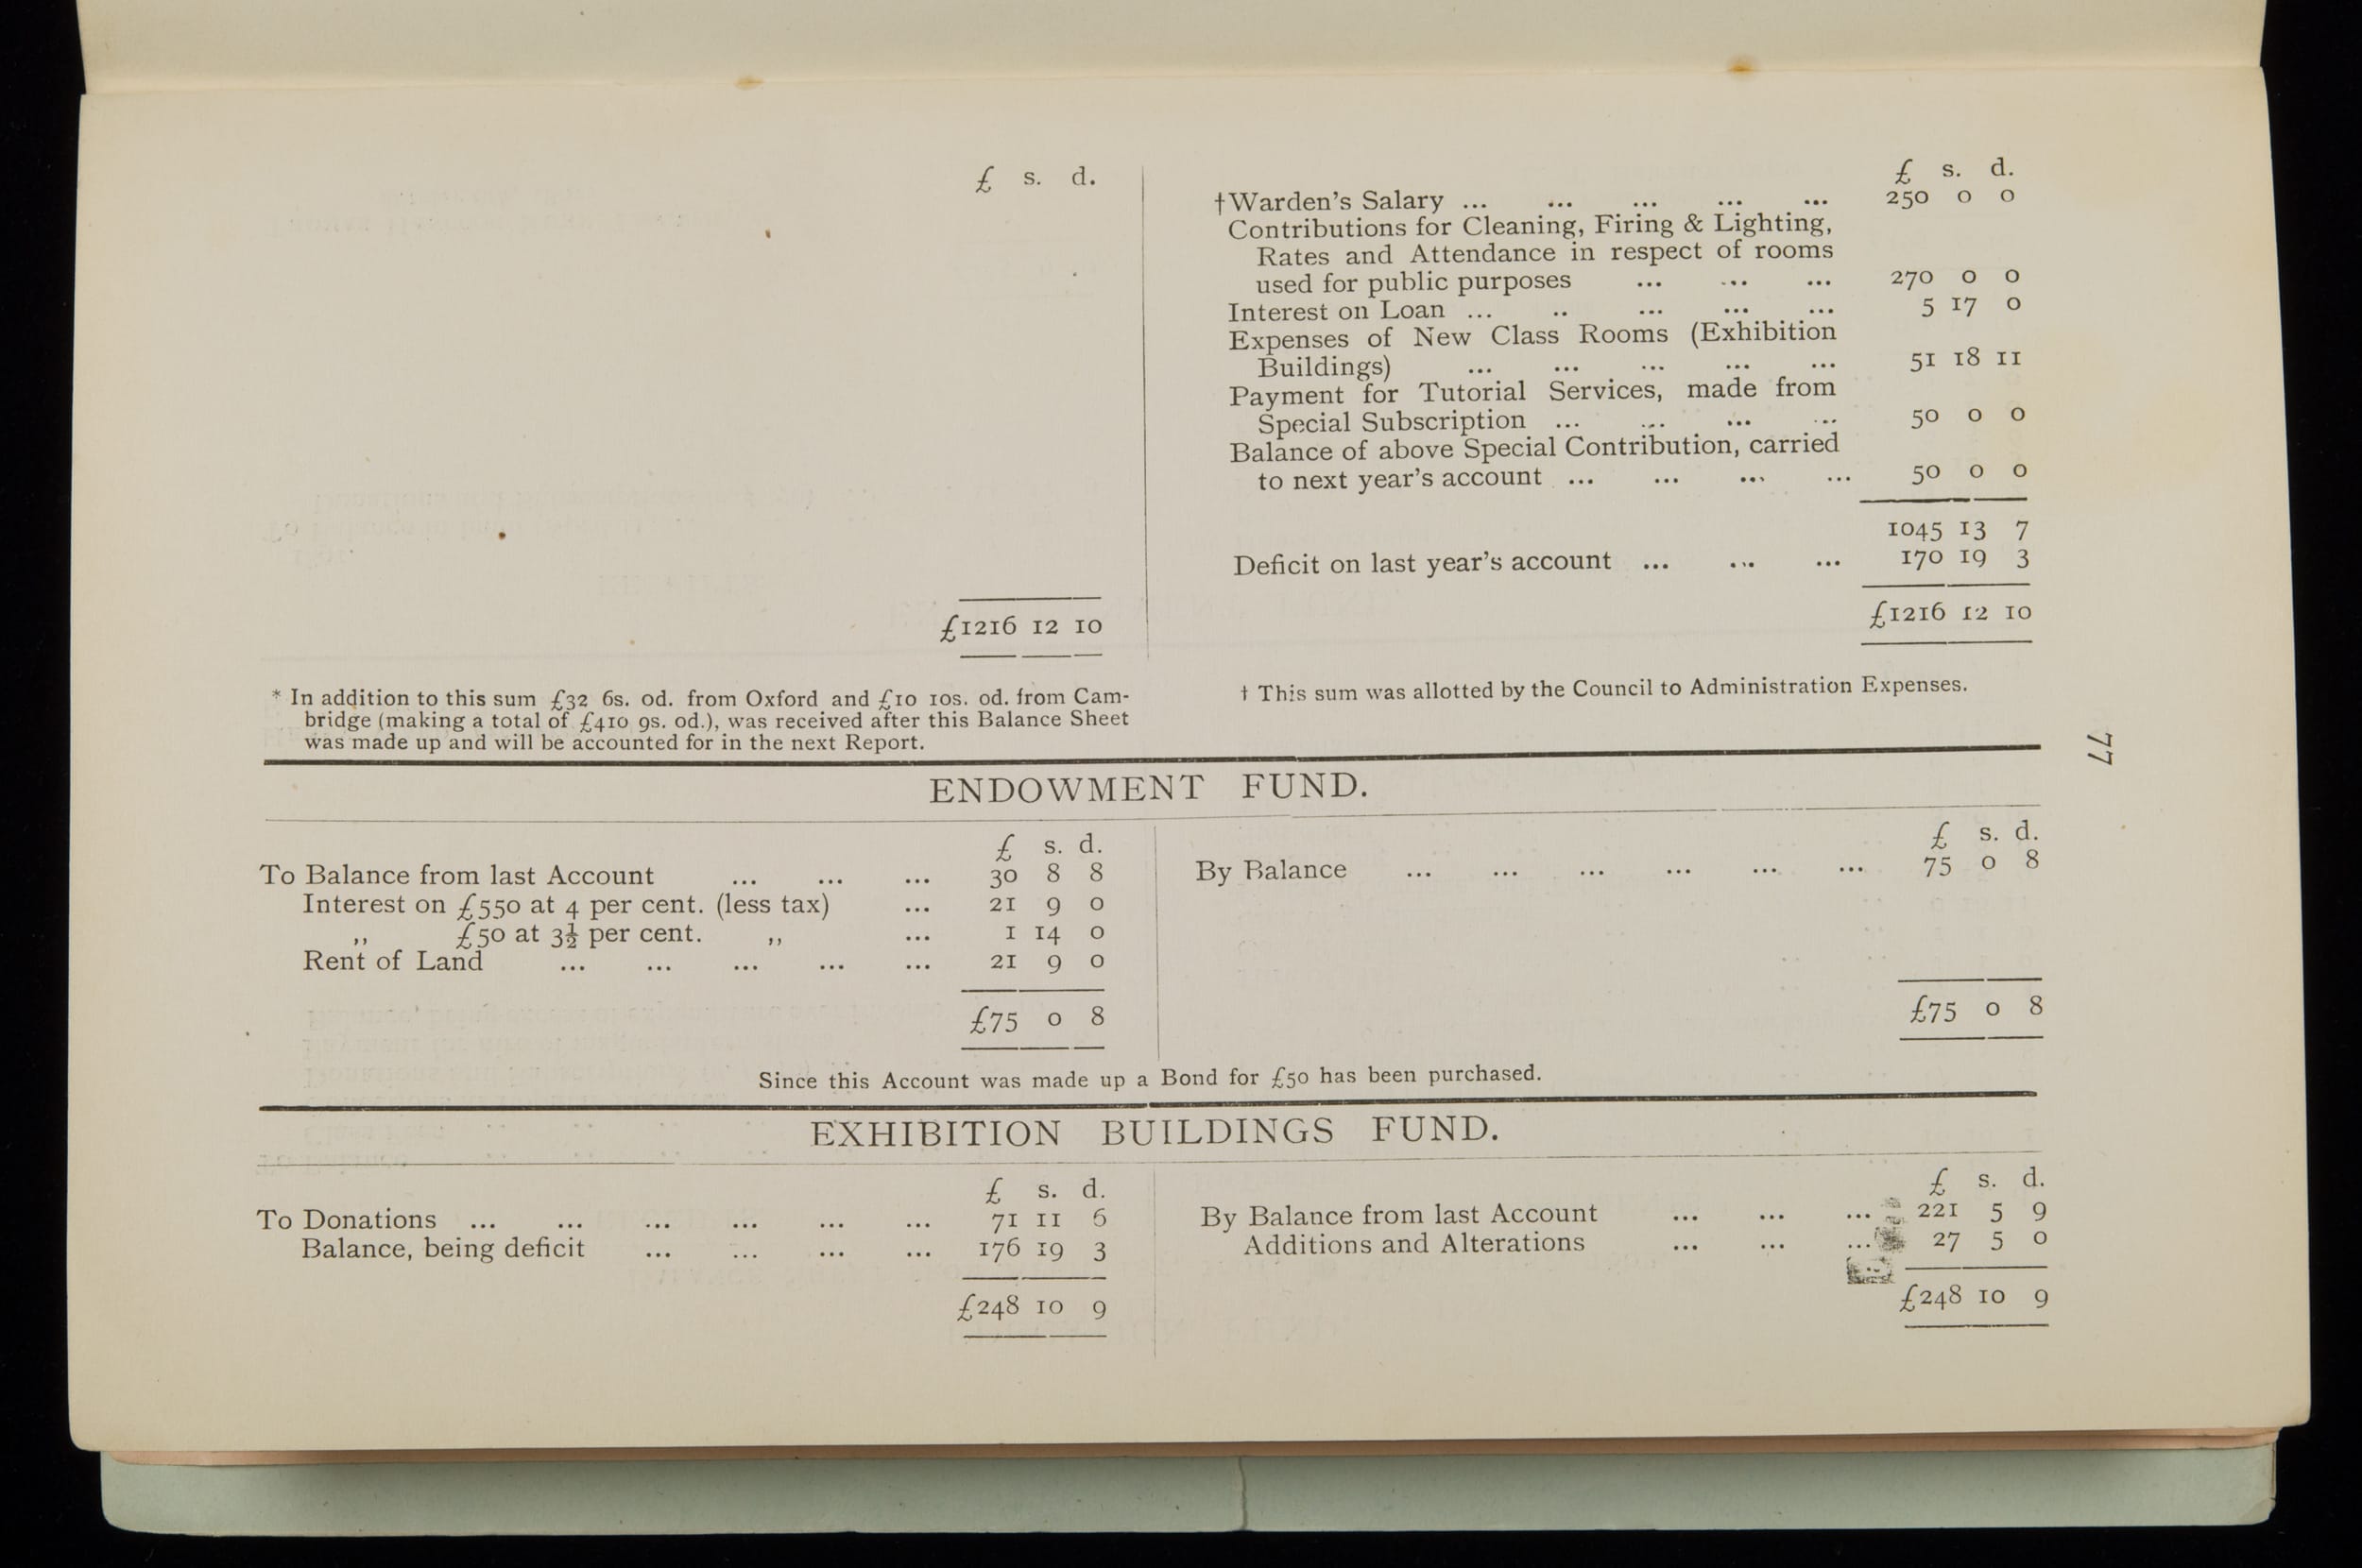 £ s. d.
£1216 12 10
* In addition to this sum £32 6s. 0d. from Oxford and £10 10s. 0d. from Cam-
bridge (making a total of £410 9s. 0d.), was received after this Balance Sheet
was made up and will be accounted for in the next Report.
£ s. d.
†Warden's Salary ... ... ... ... ... 250 0 0
Contributions for Cleaning, Firing & Lighting,
Rates and Attendance in respect of rooms
used for public purposes ... ... ... 270 0 0
Interest on Loan ... .. ... ... ... 5 17 0
Expenses of New Class Rooms (Exhibition
Buildings) ... ... ... ... ... 51 18 11
Payment for Tutorial Services, made from
Special Subscription ... ... ... ... 50 0 0
Balance of above Special Contribution, carried
to next year's account ... ... ... ... 50 0 0
1045 13 7
Deficit on last year's account ... ... ... 170 19 3
£1216 12 10
† This sum was allotted by the Council to Administration Expenses.
77
ENDOWMENT FUND.
£ s. d.
To Balance from last Account ... ... ... 30 8 8
Interest on £550 at 4 per cent. (less tax) ... 21 9 0
,, £50 at 3½ per cent. ,, ... 1 14 0
Rent of Land ... ... ... ... ... 21 9 0
£75 0 8
£ s. d.
By Balance ... ... ... ... ... ... 75 0 8
£75 0 8
Since this Account was made up a Bond for £50 has been purchased.
EXHIBITION BUILDINGS FUND.
£ s. d.
To Donations ... ... ... ... ... ... 71 11 6
Balance, being deficit ... ... ... ... 176 19 3
£248 10 9
£ s. d.
By Balance from last Account ... ... ... 221 5 9
Additions and Alterations ... ... ... 27 5 0
£248 10 9